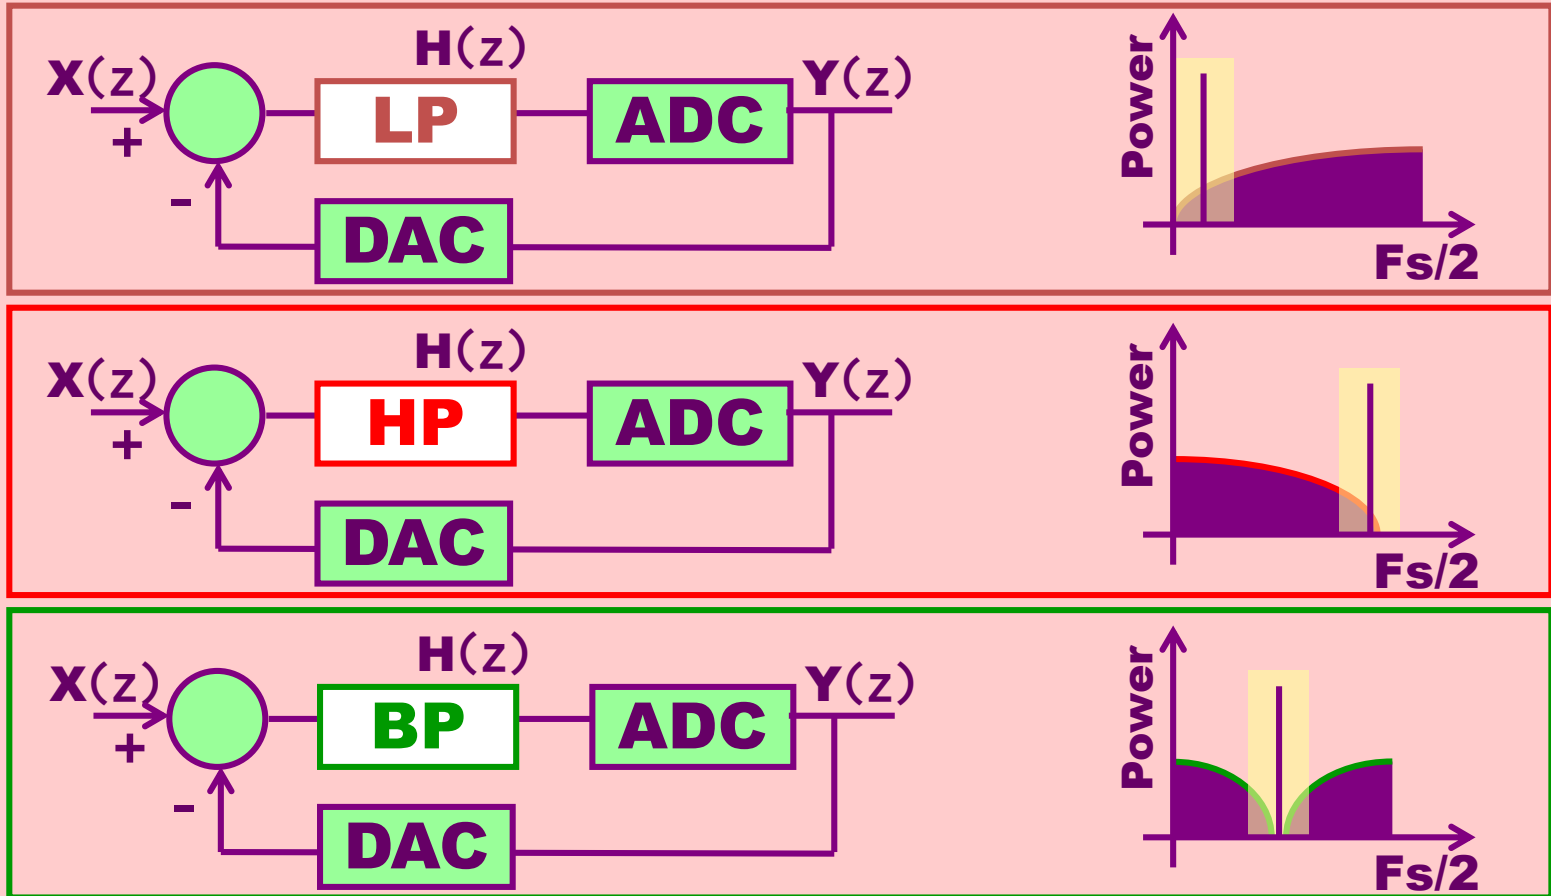 H(z)
X(z)
LP
ADC
Y(z)
+
-
DAC
Power
Fs/2
H(z)
X(z)
HP
ADC
Y(z)
+
-
DAC
Power
Fs/2
H(z)
X(z)
BP
ADC
Y(z)
+
-
DAC
Power
Fs/2